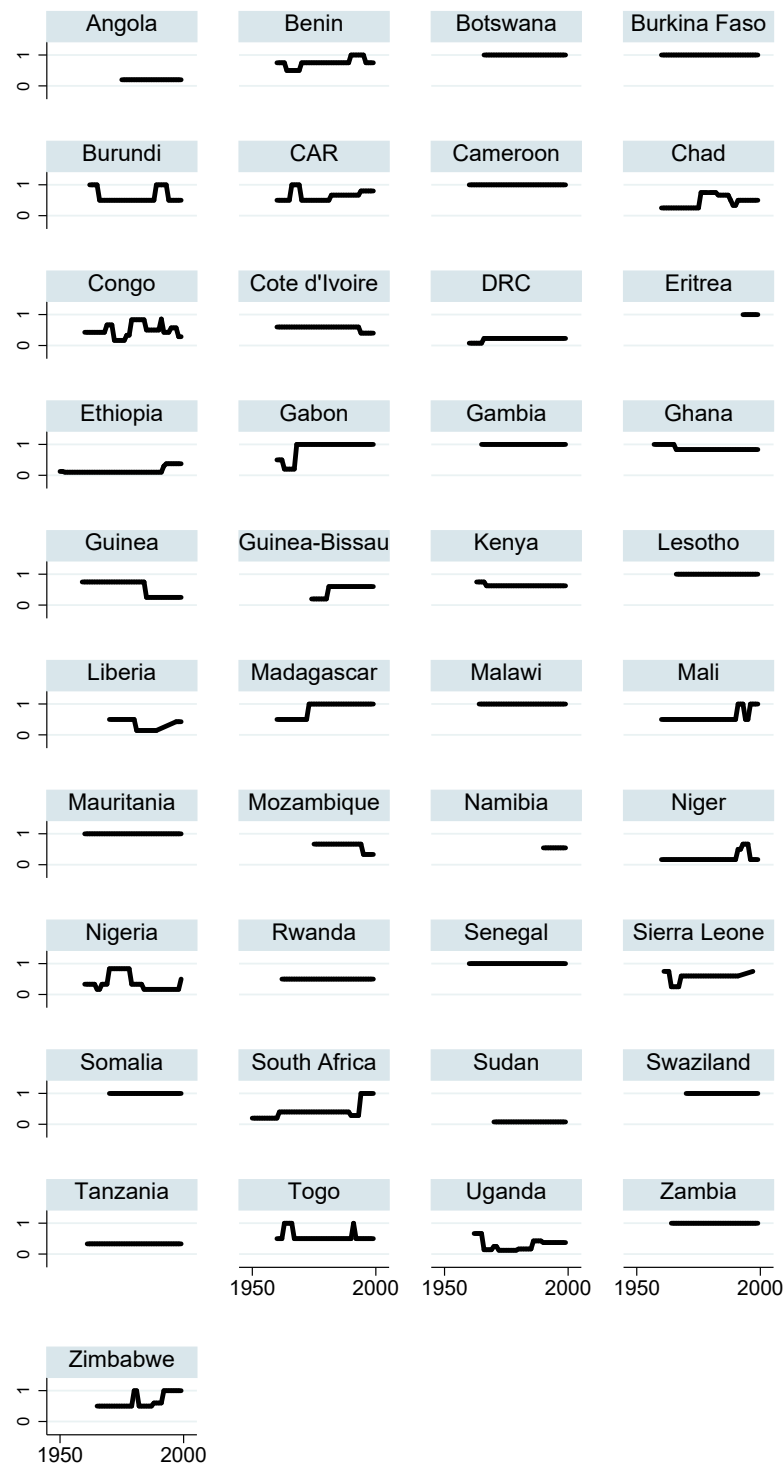 Angola Benin Botswana Burkina Faso
1
0
Burundi CAR Cameroon Chad
1
0
Congo Cote d'Ivoire DRC Eritrea
1
0
Ethiopia Gabon Gambia Ghana
1
0
Guinea Guinea-Bissau Kenya Lesotho
1
0
Liberia Madagascar Malawi Mali
1
0
Mauritania Mozambique Namibia Niger
1
0
Nigeria Rwanda Senegal Sierra Leone
1
0
Somalia South Africa Sudan Swaziland
1
0
Tanzania Togo Uganda Zambia
1
0
1950 2000 1950 2000 1950 2000
Zimbabwe
1
0
1950 2000